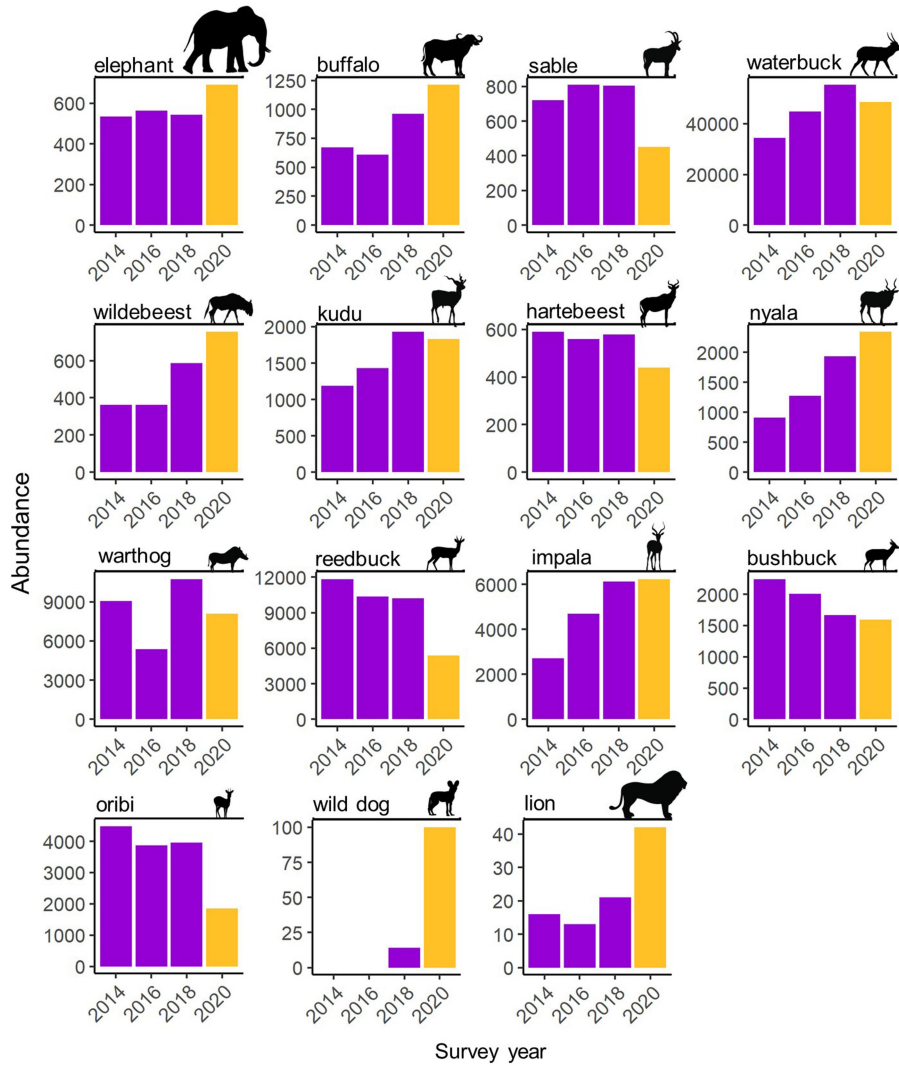 elephant
buffalo
sable
waterbuck
600
400
200
0
1250
1000
750
500
250
0
800
600
400
200
0
40000
20000
0
2014 2016 2018 2020
2014 2016 2018 2020
2014 2016 2018 2020
2014 2016 2018 2020
wildebeest
kudu
hartebeest
nyala
600
400
200
0
2000
1500
1000
500
0
600
400
200
0
2000
1500
1000
500
0
2014 2016 2018 2020
2014 2016 2018 2020
2014 2016 2018 2020
2014 2016 2018 2020
Abundance
warthog
reedbuck
impala
bushbuck
9000
6000
3000
0
12000
9000
6000
3000
0
6000
4000
2000
0
2000
1500
1000
500
0
2014 2016 2018 2020
2014 2016 2018 2020
2014 2016 2018 2020
2014 2016 2018 2020
oribi
wild dog
lion
4000
3000
2000
1000
0
100
75
50
25
0
40
30
20
10
0
2014 2016 2018 2020
2014 2016 2018 2020
2014 2016 2018 2020
Survey year